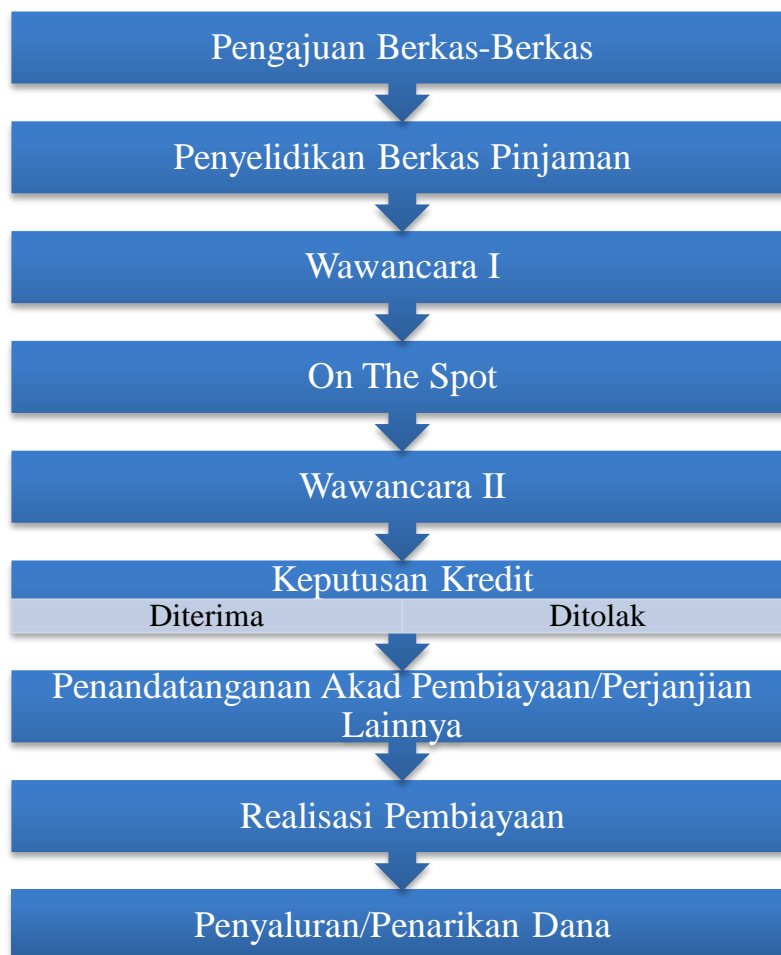 Pengajuan Berkas-Berkas
Penyelidikan Berkas Pinjaman
Wawancara I
On The Spot
Wawancara II
Keputusan Kredit
Diterima
Ditolak
Penandatanganan Akad Pembiayaan/Perjanjian
Lainnya
Realisasi Pembiayaan
Penyaluran/Penarikan Dana